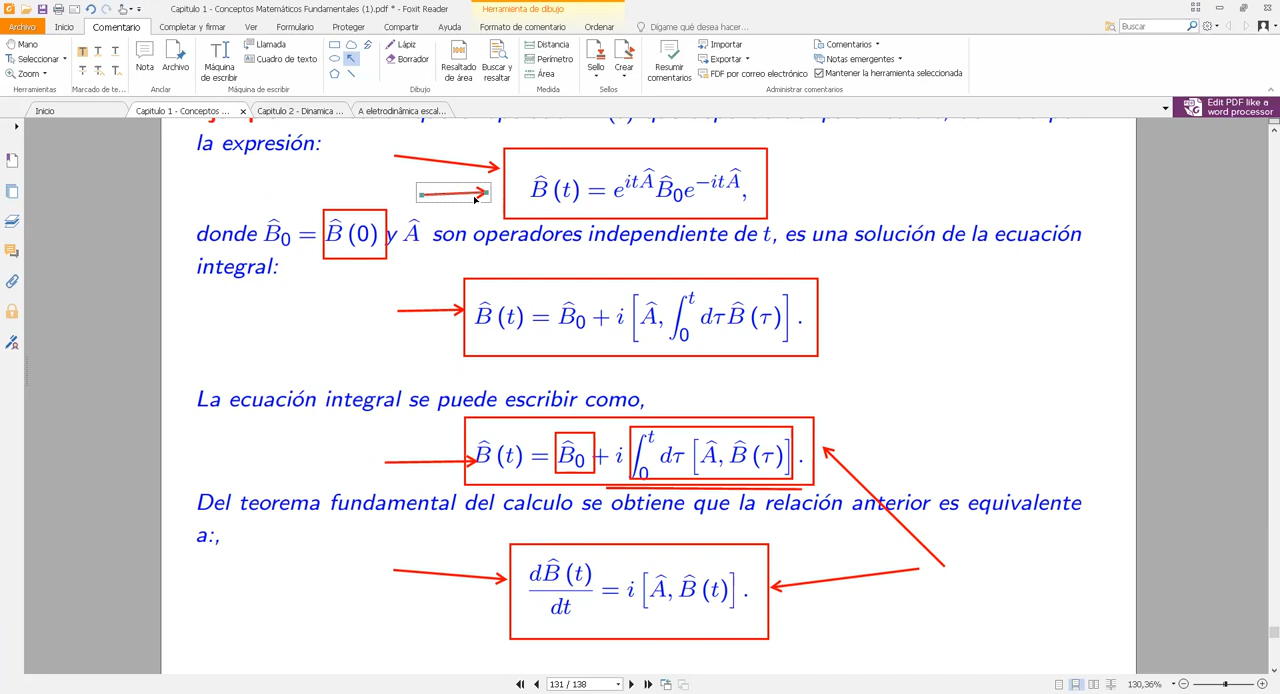 Capitulo 1 - Conceptos Matemáticos Fundamentales (1).pdf * - Foxit Reader
Herramienta de dibujo
Archivo Inicio Comentario Completar y firmar Ver Formulario Proteger Compartir Ayuda Formato de comentario Ordenar Dígame qué desea hacer... Buscar
Mano
Seleccionar
Zoom
Herramientas
Marcado de te...
Nota
Archivo
Anclar
Máquina de escribir
Llamada
Cuadro de texto
Máquina de escribir
Lápiz
Borrador
Dibujo
Resaltado de área
Buscar y resaltar
Distancia
Perímetro
Área
Medida
Sello
Crear
Sellos
Resumir comentarios
Importar
Exportar
FDF por correo electrónico
Comentarios
Notas emergentes
Mantener la herramienta seleccionada
Administrar comentarios
Inicio
Capitulo 1 - Conceptos ...
Capitulo 2 - Dinamica ...
A eletrodinâmica escal...
Edit PDF like a
word processor
la expresión:
B̂ (t) = e^{itÂ} B̂₀ e^{−itÂ},
donde B̂₀ = B̂ (0) y Â son operadores independiente de t, es una solución de la ecuación
integral:
B̂ (t) = B̂₀ + i [Â, ∫₀ᵗ dτ B̂ (τ)] .
La ecuación integral se puede escribir como,
B̂ (t) = B̂₀ + i ∫₀ᵗ dτ [Â, B̂ (τ)] .
Del teorema fundamental del calculo se obtiene que la relación anterior es equivalente
a:,
dB̂ (t)/dt = i [Â, B̂ (t)] .
131 / 138
130,36%